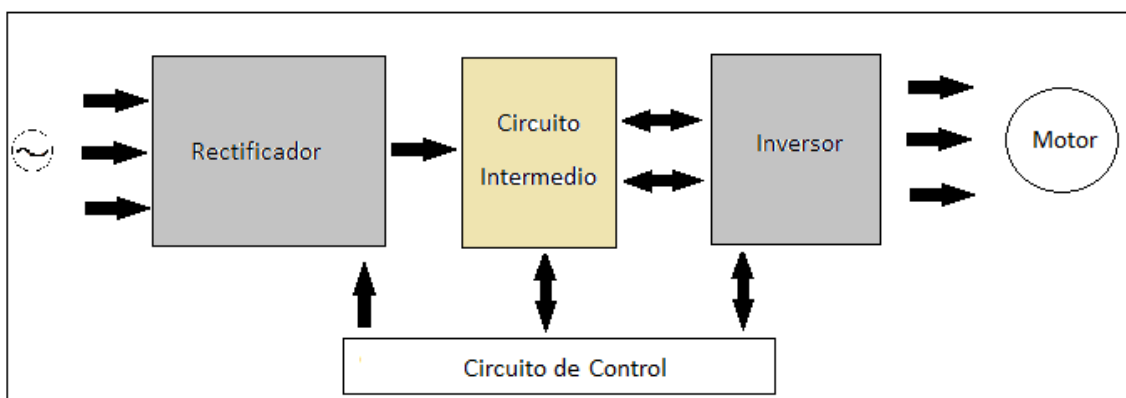 Rectificador
Circuito
Intermedio
Inversor
Motor
Circuito de Control